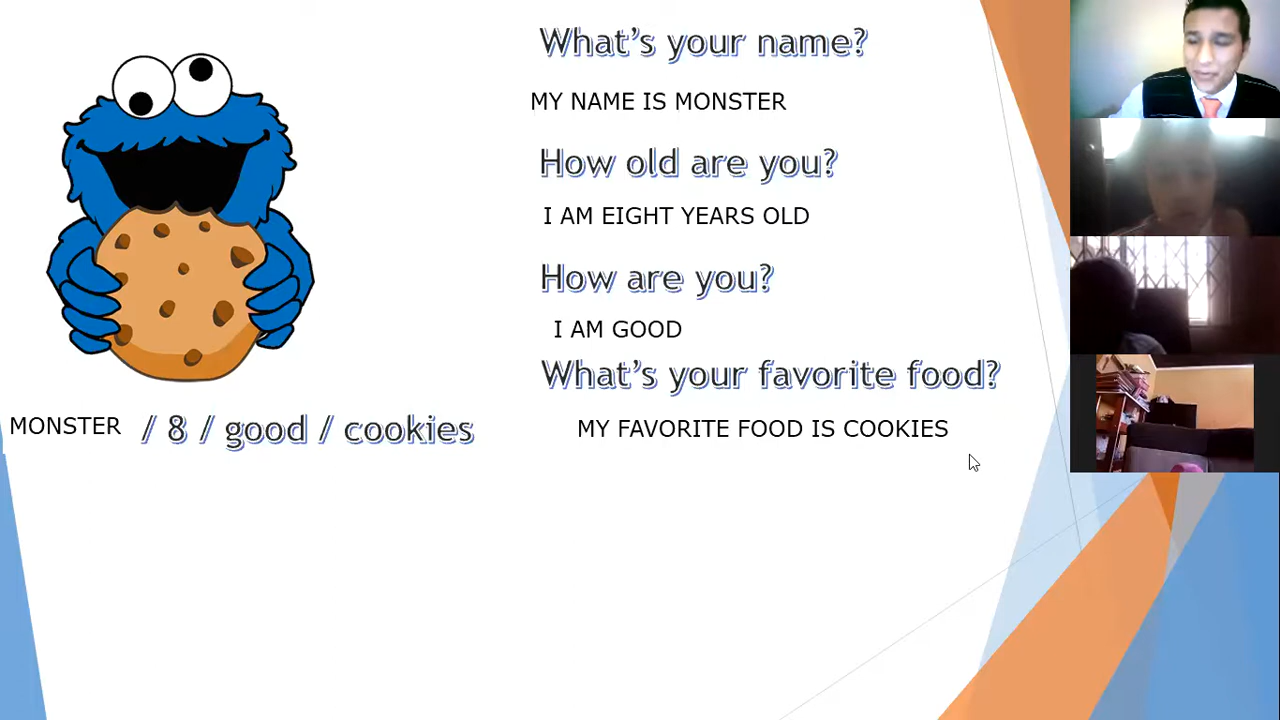 What's your name?
MY NAME IS MONSTER
How old are you?
I AM EIGHT YEARS OLD
How are you?
I AM GOOD
What's your favorite food?
MY FAVORITE FOOD IS COOKIES
MONSTER / 8 / good / cookies